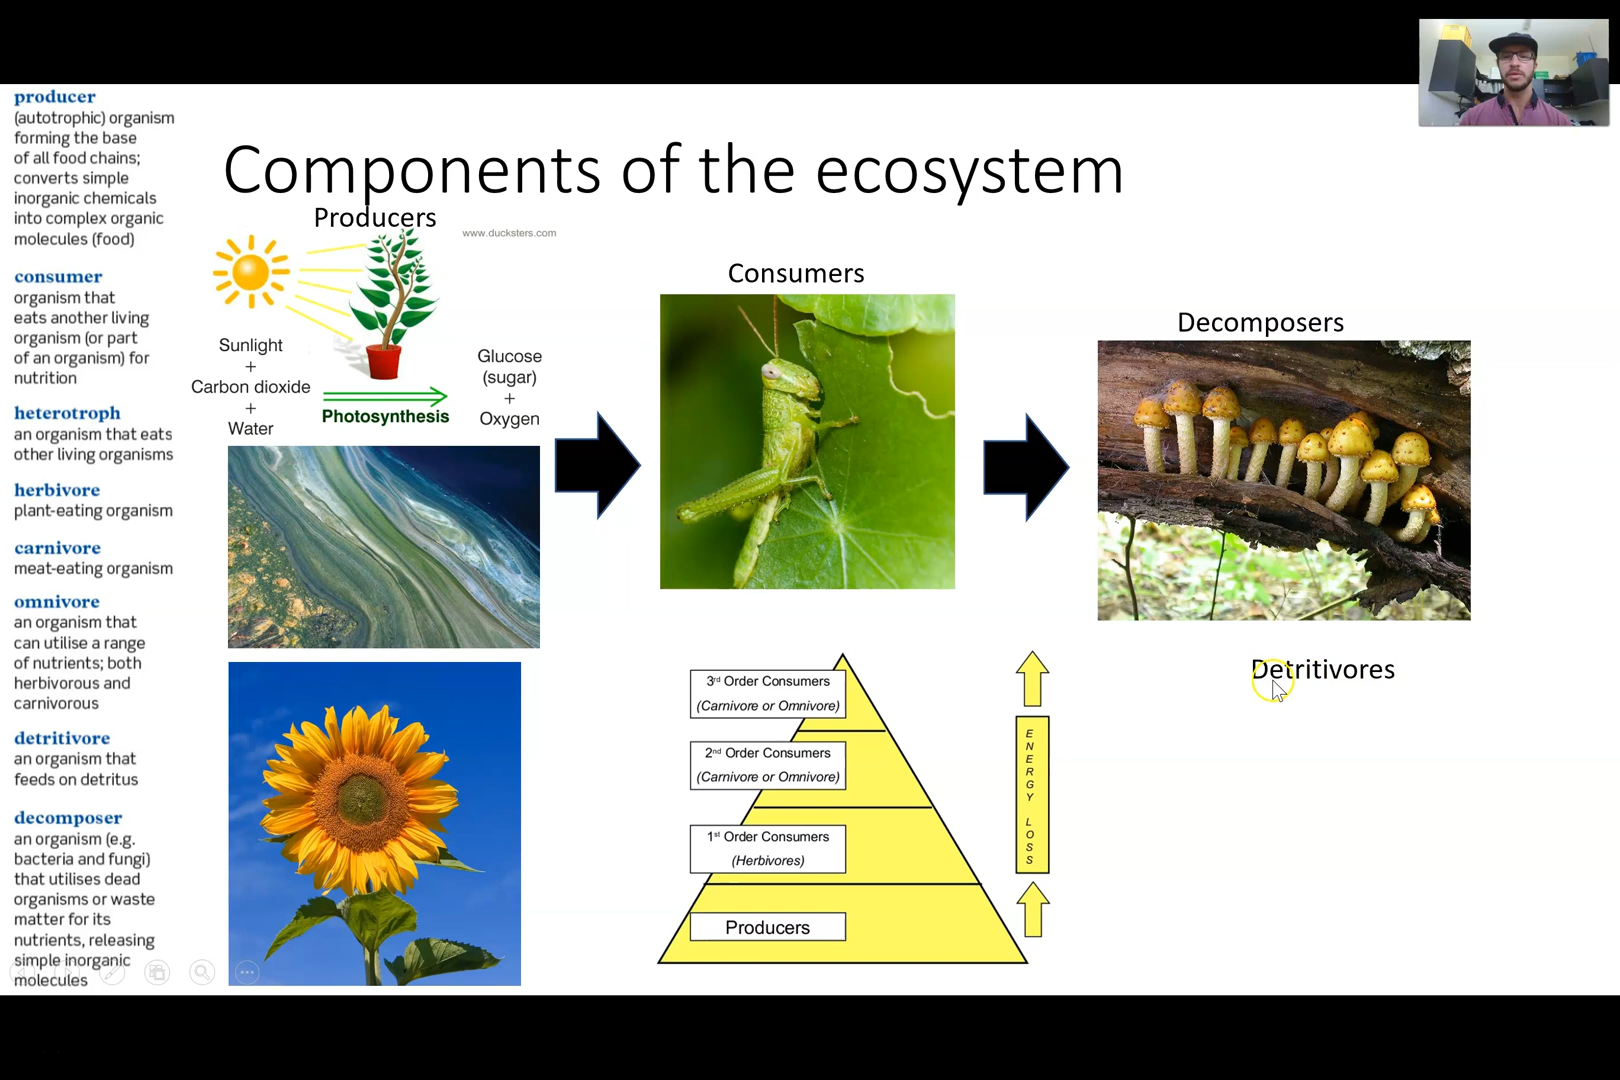 producer
(autotrophic) organism
forming the base
of all food chains;
converts simple
inorganic chemicals
into complex organic
molecules (food)
consumer
organism that
eats another living
organism (or part
of an organism) for
nutrition
heterotroph
an organism that eats
other living organisms
herbivore
plant-eating organism
carnivore
meat-eating organism
omnivore
an organism that
can utilise a range
of nutrients; both
herbivorous and
carnivorous
detritivore
an organism that
feeds on detritus
decomposer
an organism (e.g.
bacteria and fungi)
that utilises dead
organisms or waste
matter for its
nutrients, releasing
simple inorganic
molecules
Components of the ecosystem
Producers
www.ducksters.com
Sunlight
+
Carbon dioxide
+
Water
Photosynthesis
Glucose
(sugar)
+
Oxygen
Consumers
Decomposers
Detritivores
3rd Order Consumers
(Carnivore or Omnivore)
2nd Order Consumers
(Carnivore or Omnivore)
1st Order Consumers
(Herbivores)
Producers
ENERGY LOSS